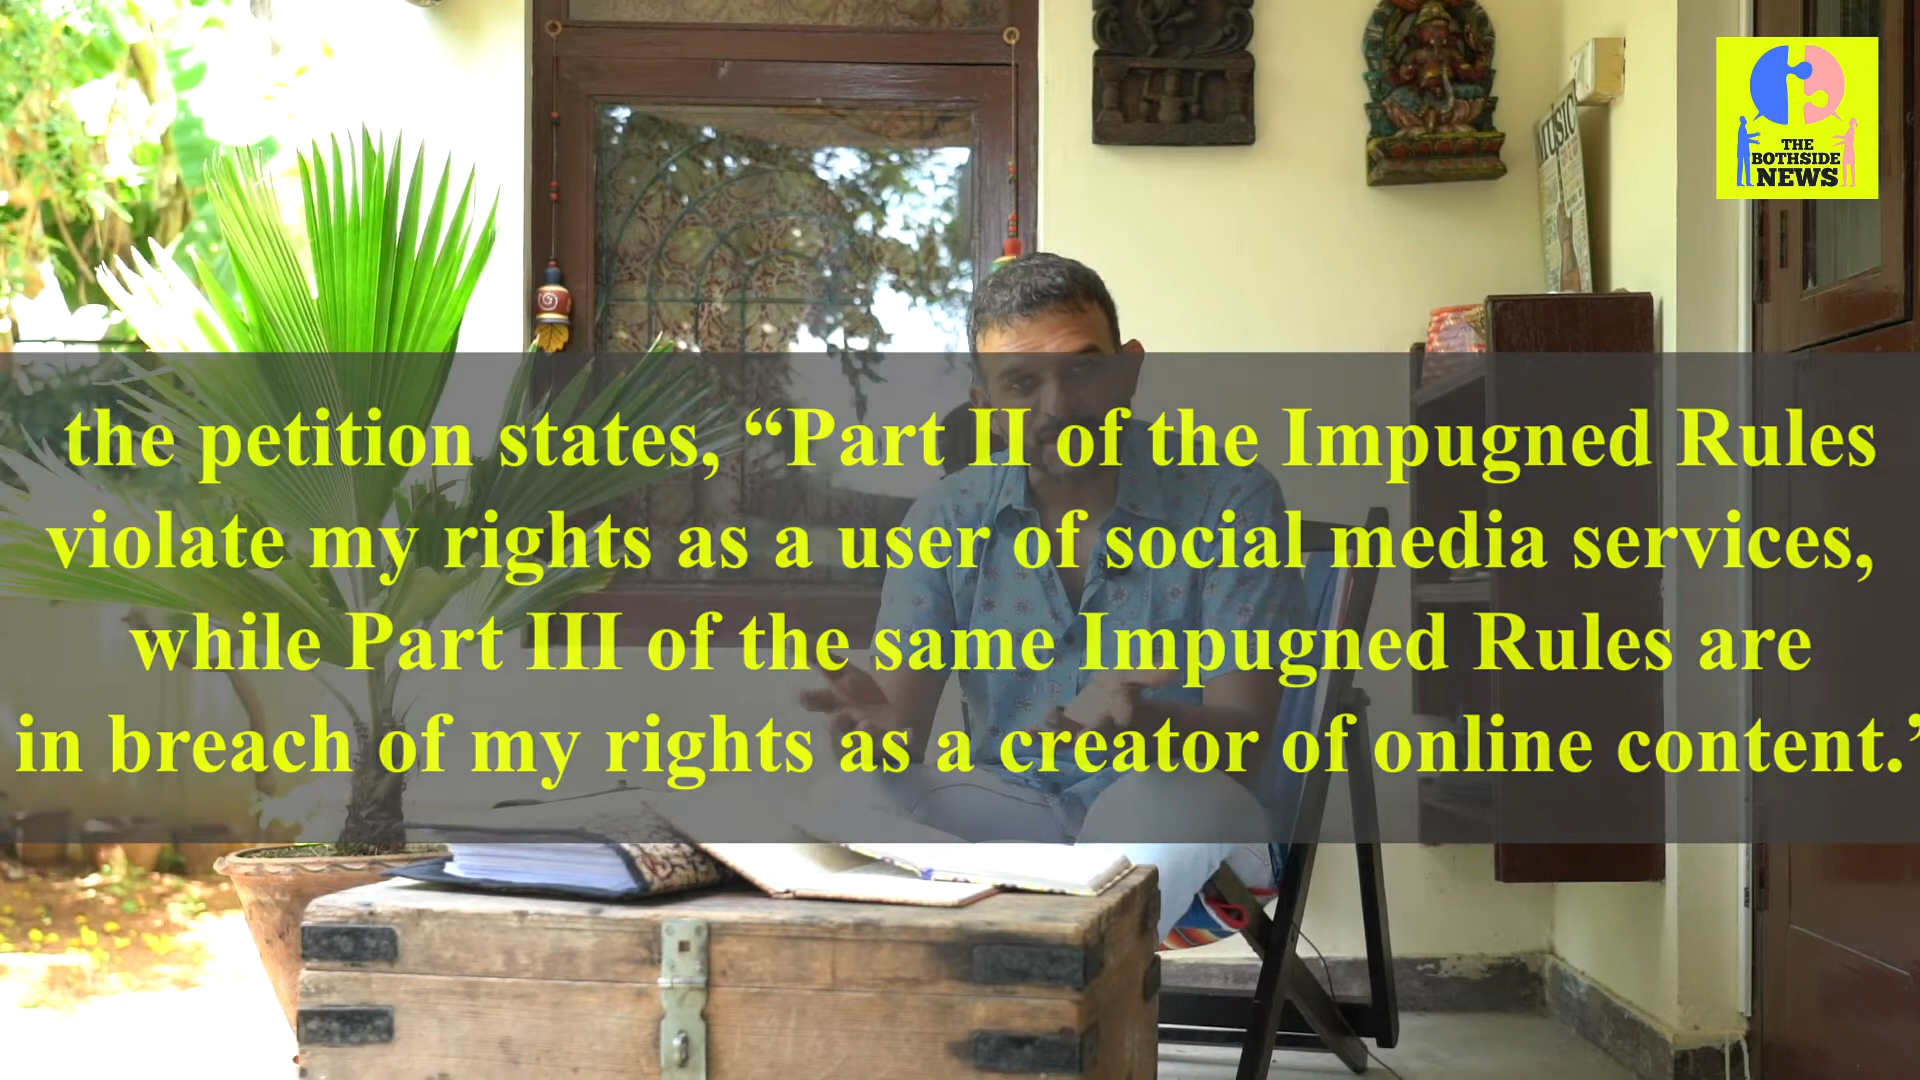 MUSIC
THE
BOTHSIDE
NEWS
the petition states, “Part II of the Impugned Rules
violate my rights as a user of social media services,
while Part III of the same Impugned Rules are
in breach of my rights as a creator of online content.”